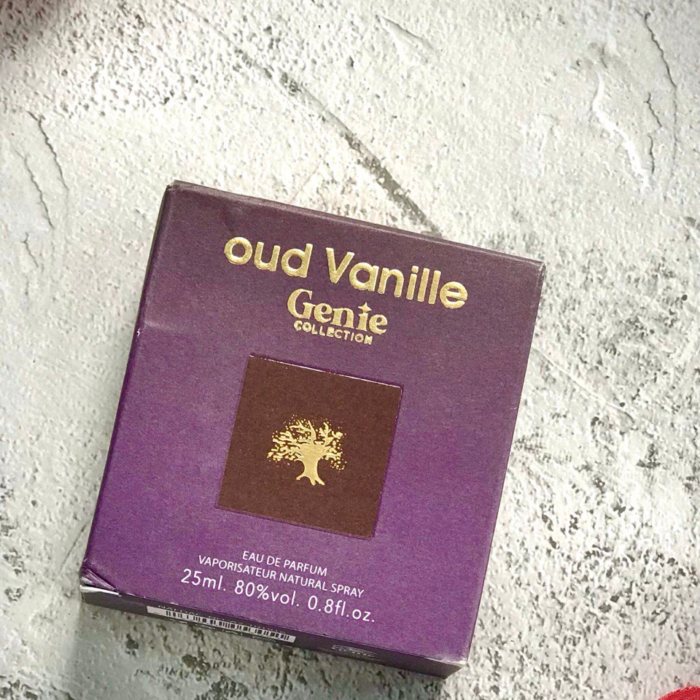 oud Vanille
Genie
COLLECTION
EAU DE PARFUM
VAPORISATEUR NATURAL SPRAY
25ml. 80%vol. 0.8fl.oz.